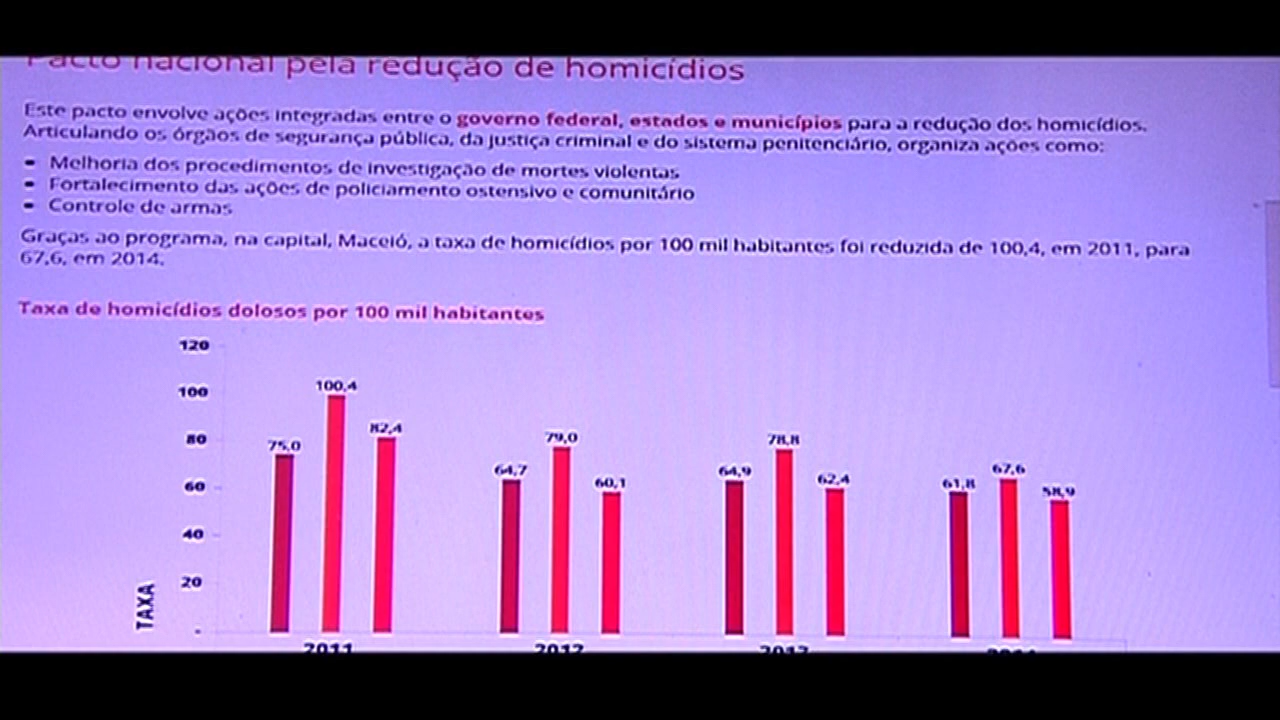 Pacto nacional pela redução de homicídios
Este pacto envolve ações integradas entre o governo federal, estados e municípios para a redução dos homicídios.
Articulando os órgãos de segurança pública, da justiça criminal e do sistema penitenciário, organiza ações como:
- Melhoria dos procedimentos de investigação de mortes violentas
- Fortalecimento das ações de policiamento ostensivo e comunitário
- Controle de armas
Graças ao programa, na capital, Maceió, a taxa de homicídios por 100 mil habitantes foi reduzida de 100,4, em 2011, para
67,6, em 2014.
Taxa de homicídios dolosos por 100 mil habitantes
120
100
80
60
40
20
-
TAXA
75,0
100,4
82,4
64,7
79,0
60,1
64,9
78,8
62,4
61,8
67,6
58,9
2011
2012
2013